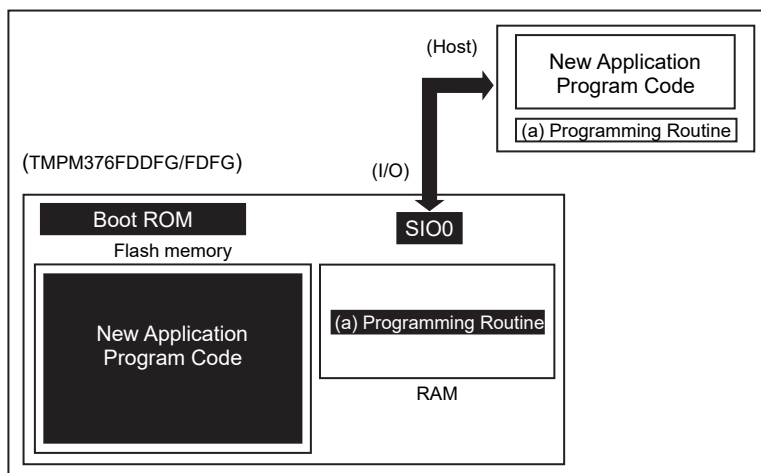 (Host)
New Application
Program Code
(a) Programming Routine
(TMPM376FDDFG/FDFG)
(I/O)
Boot ROM
SIO0
Flash memory
New Application
Program Code
(a) Programming Routine
RAM